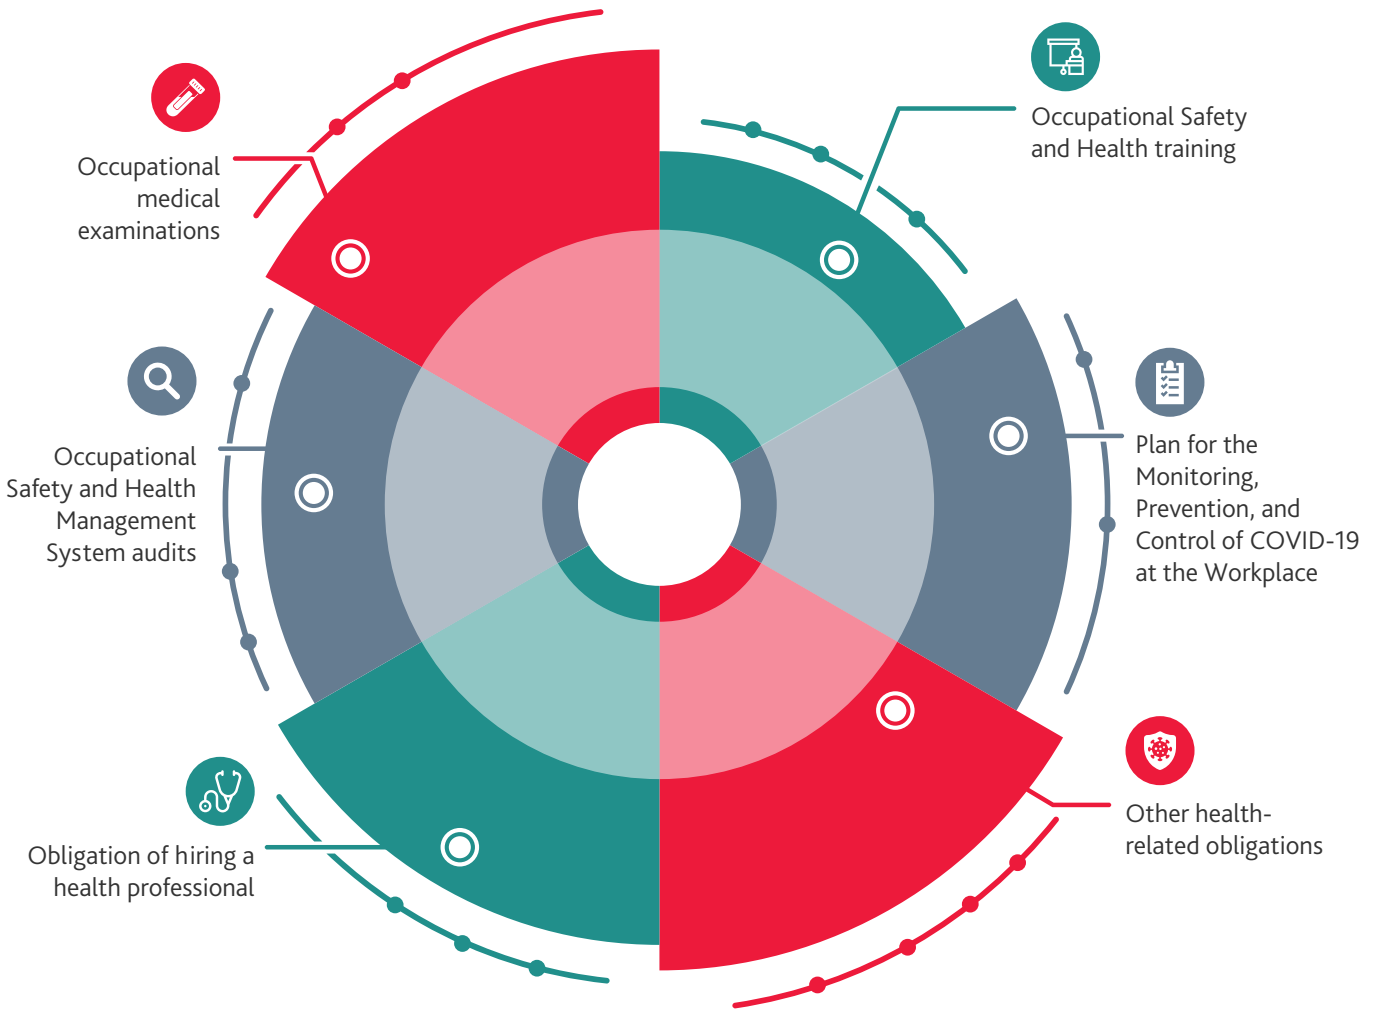 Occupational Safety
and Health training
Plan for the
Monitoring,
Prevention, and
Control of COVID-19
at the Workplace
Other health-
related obligations
Obligation of hiring a
health professional
Occupational
Safety and Health
Management
System audits
Occupational
medical
examinations